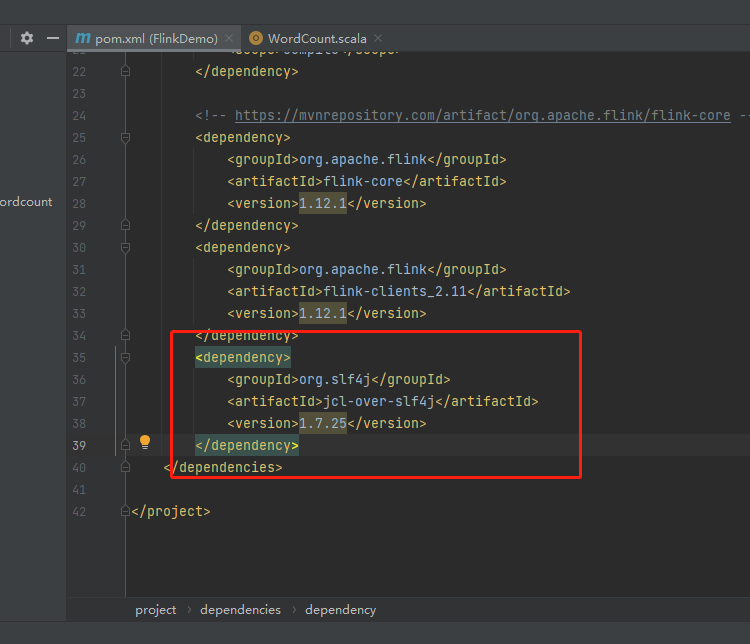 pom.xml (FlinkDemo) WordCount.scala
22 </dependency>
23
24 <!-- https://mvnrepository.com/artifact/org.apache.flink/flink-core --
25 <dependency>
26 <groupId>org.apache.flink</groupId>
27 <artifactId>flink-core</artifactId>
ordcount
28 <version>1.12.1</version>
29 </dependency>
30 <dependency>
31 <groupId>org.apache.flink</groupId>
32 <artifactId>flink-clients_2.11</artifactId>
33 <version>1.12.1</version>
34 </dependency>
35 <dependency>
36 <groupId>org.slf4j</groupId>
37 <artifactId>jcl-over-slf4j</artifactId>
38 <version>1.7.25</version>
39 </dependency>
40 </dependencies>
41
42 </project>
project › dependencies › dependency